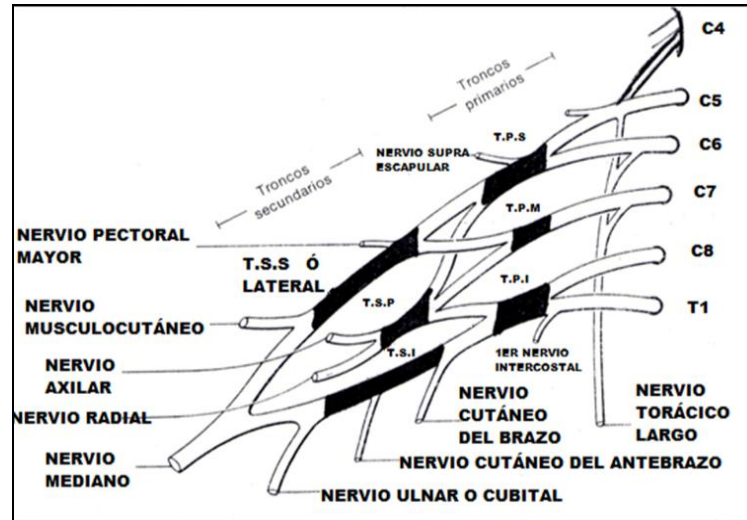 C4
Troncos
primarios
C5
T.P.S
C6
NERVIO SUPRA
ESCAPULAR
Troncos
secundarios
C7
T.P.M
NERVIO PECTORAL
MAYOR
C8
T.S.S Ó
LATERAL
T.P.I
T.S.P
T1
NERVIO
MUSCULOCUTÁNEO
T.S.I
1ER NERVIO
INTERCOSTAL
NERVIO
AXILAR
NERVIO
CUTÁNEO
DEL BRAZO
NERVIO
TORÁCICO
LARGO
NERVIO RADIAL
NERVIO
MEDIANO
NERVIO CUTÁNEO DEL ANTEBRAZO
NERVIO ULNAR O CUBITAL